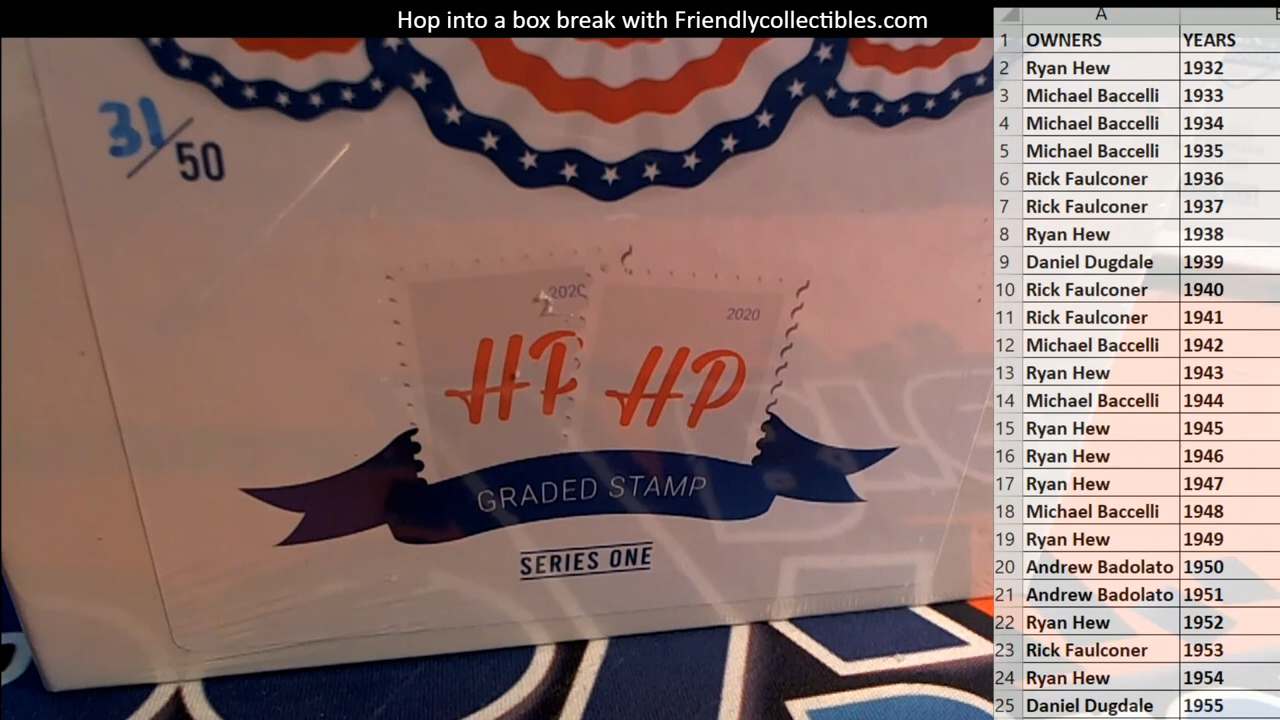 Hop into a box break with Friendlycollectibles.com
31/50
2020
HP
2020
HP
GRADED STAMP
SERIES ONE
A
1 OWNERS YEARS
2 Ryan Hew 1932
3 Michael Baccelli 1933
4 Michael Baccelli 1934
5 Michael Baccelli 1935
6 Rick Faulconer 1936
7 Rick Faulconer 1937
8 Ryan Hew 1938
9 Daniel Dugdale 1939
10 Rick Faulconer 1940
11 Rick Faulconer 1941
12 Michael Baccelli 1942
13 Ryan Hew 1943
14 Michael Baccelli 1944
15 Ryan Hew 1945
16 Ryan Hew 1946
17 Ryan Hew 1947
18 Michael Baccelli 1948
19 Ryan Hew 1949
20 Andrew Badolato 1950
21 Andrew Badolato 1951
22 Ryan Hew 1952
23 Rick Faulconer 1953
24 Ryan Hew 1954
25 Daniel Dugdale 1955